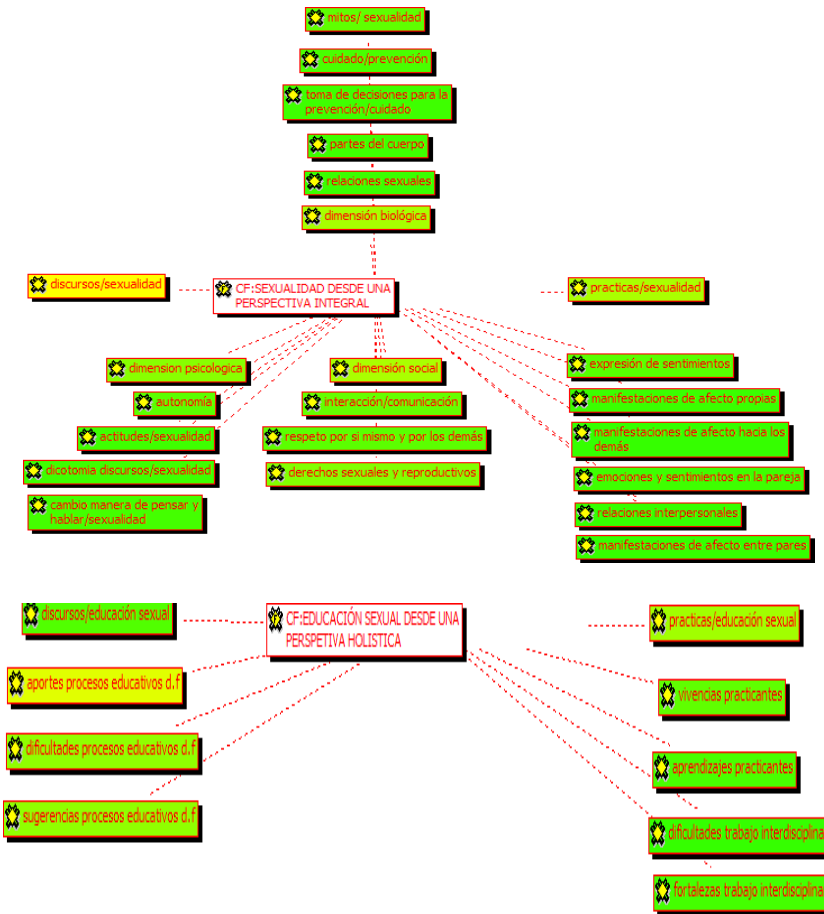 mitos/ sexualidad
cuidado/prevención
toma de decisiones para la
prevención/cuidado
partes del cuerpo
relaciones sexuales
dimensión biológica
discursos/sexualidad
CF:SEXUALIDAD DESDE UNA
PERSPECTIVA INTEGRAL
practicas/sexualidad
dimension psicologica
autonomía
actitudes/sexualidad
dicotomia discursos/sexualidad
cambio manera de pensar y
hablar/sexualidad
dimensión social
interacción/comunicación
respeto por si mismo y por los demás
derechos sexuales y reproductivos
expresión de sentimientos
manifestaciones de afecto propias
manifestaciones de afecto hacia los
demás
emociones y sentimientos en la pareja
relaciones interpersonales
manifestaciones de afecto entre pares
discursos/educación sexual
CF:EDUCACIÓN SEXUAL DESDE UNA
PERSPETIVA HOLISTICA
practicas/educación sexual
aportes procesos educativos d.f
dificultades procesos educativos d.f
sugerencias procesos educativos d.f
vivencias practicantes
aprendizajes practicantes
dificultades trabajo interdisciplina
fortalezas trabajo interdisciplina